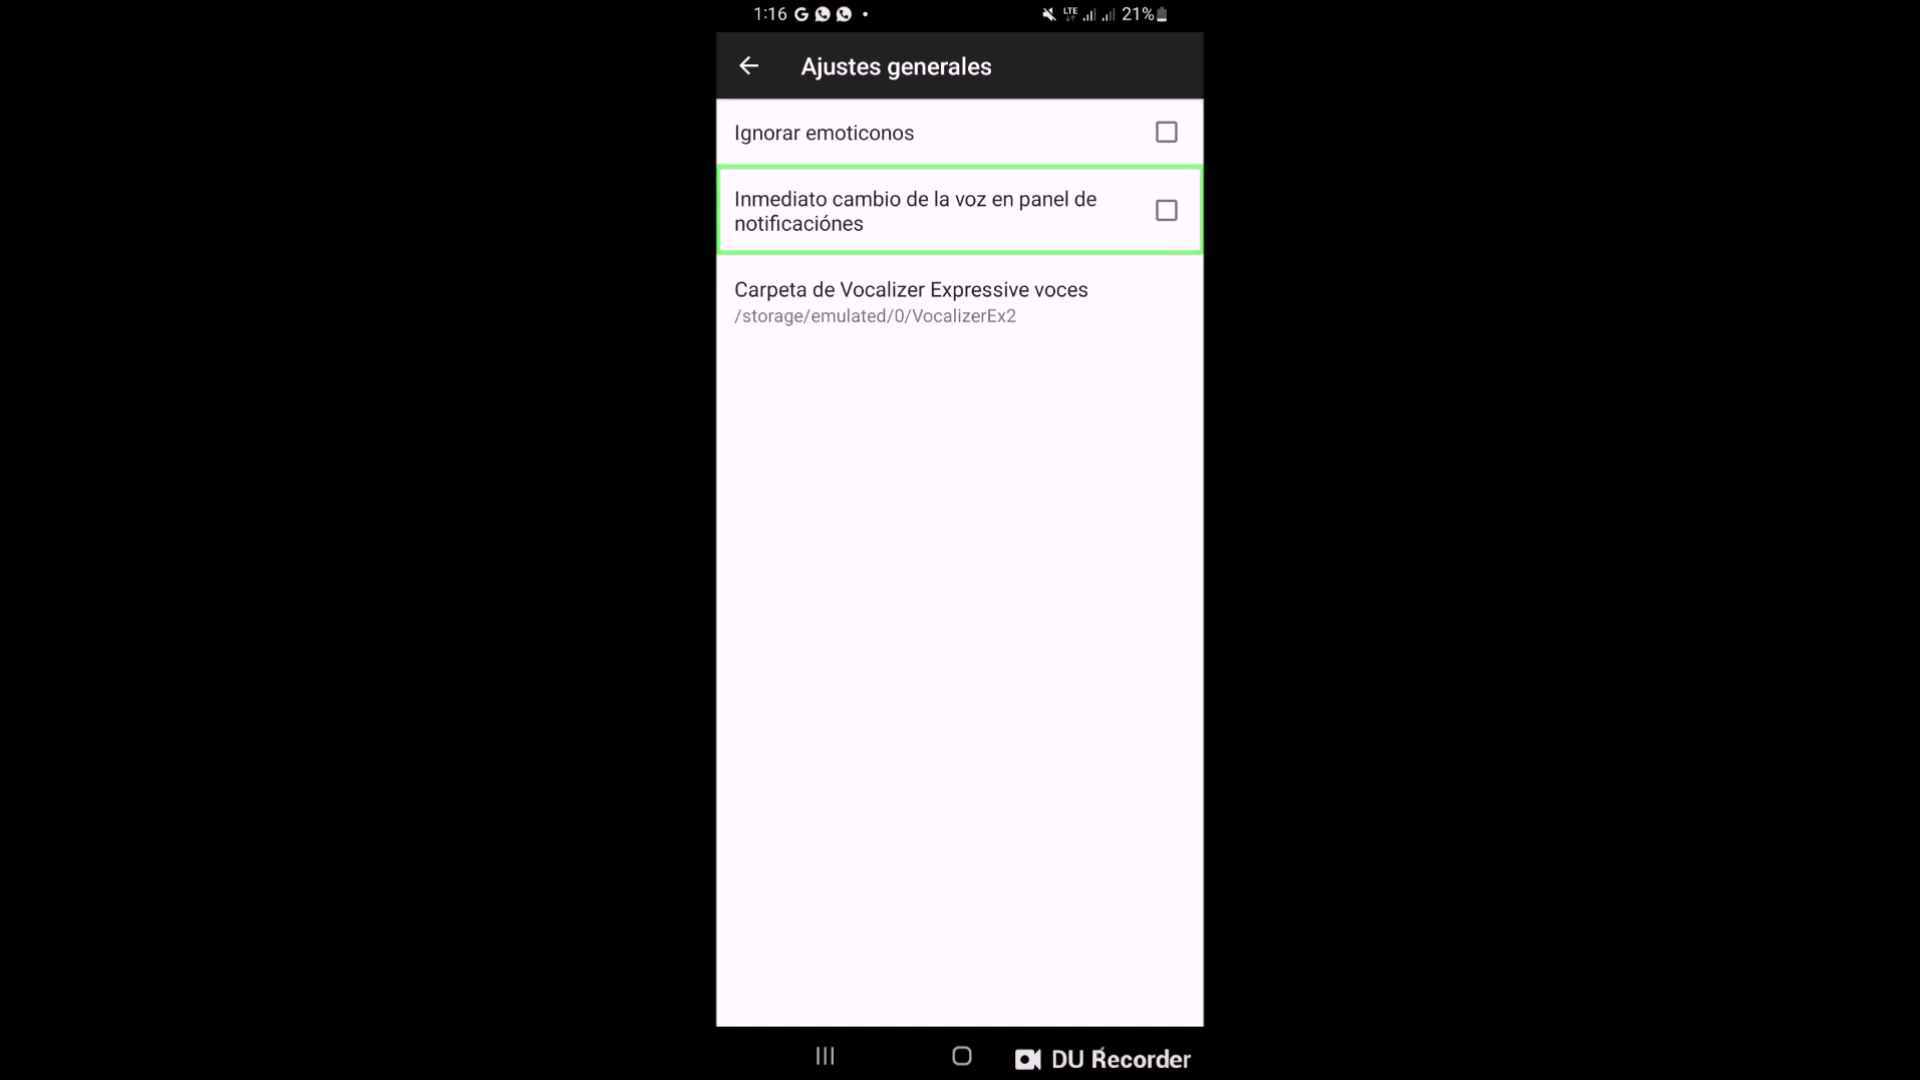 1:16
LTE
21%
Ajustes generales
Ignorar emoticonos
Inmediato cambio de la voz en panel de
notificaciónes
Carpeta de Vocalizer Expressive voces
/storage/emulated/0/VocalizerEx2
DU Recorder